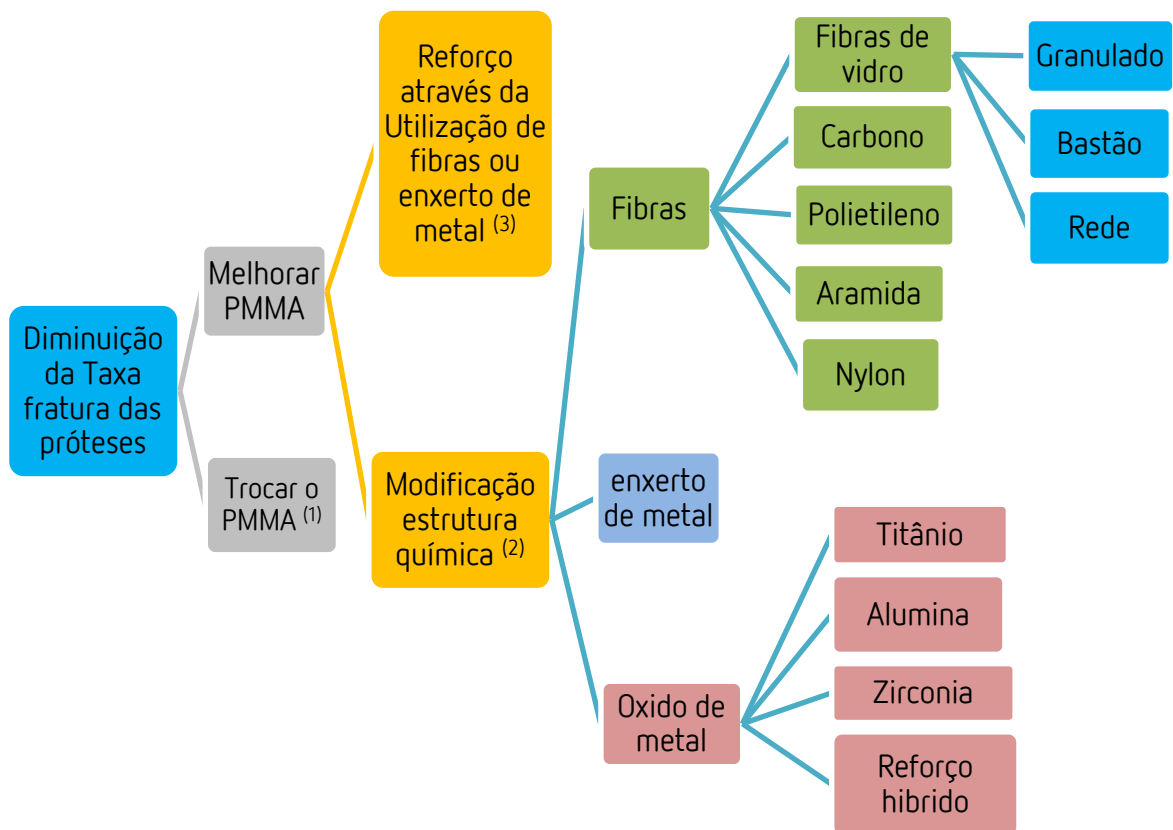 Diminuição
da Taxa
fratura das
próteses
Melhorar
PMMA
Trocar o
PMMA (1)
Reforço
através da
Utilização de
fibras ou
enxerto de
metal (3)
Modificação
estrutura
química (2)
Fibras
enxerto
de metal
Oxido de
metal
Fibras de
vidro
Carbono
Polietileno
Aramida
Nylon
Granulado
Bastão
Rede
Titânio
Alumina
Zirconia
Reforço
hibrido